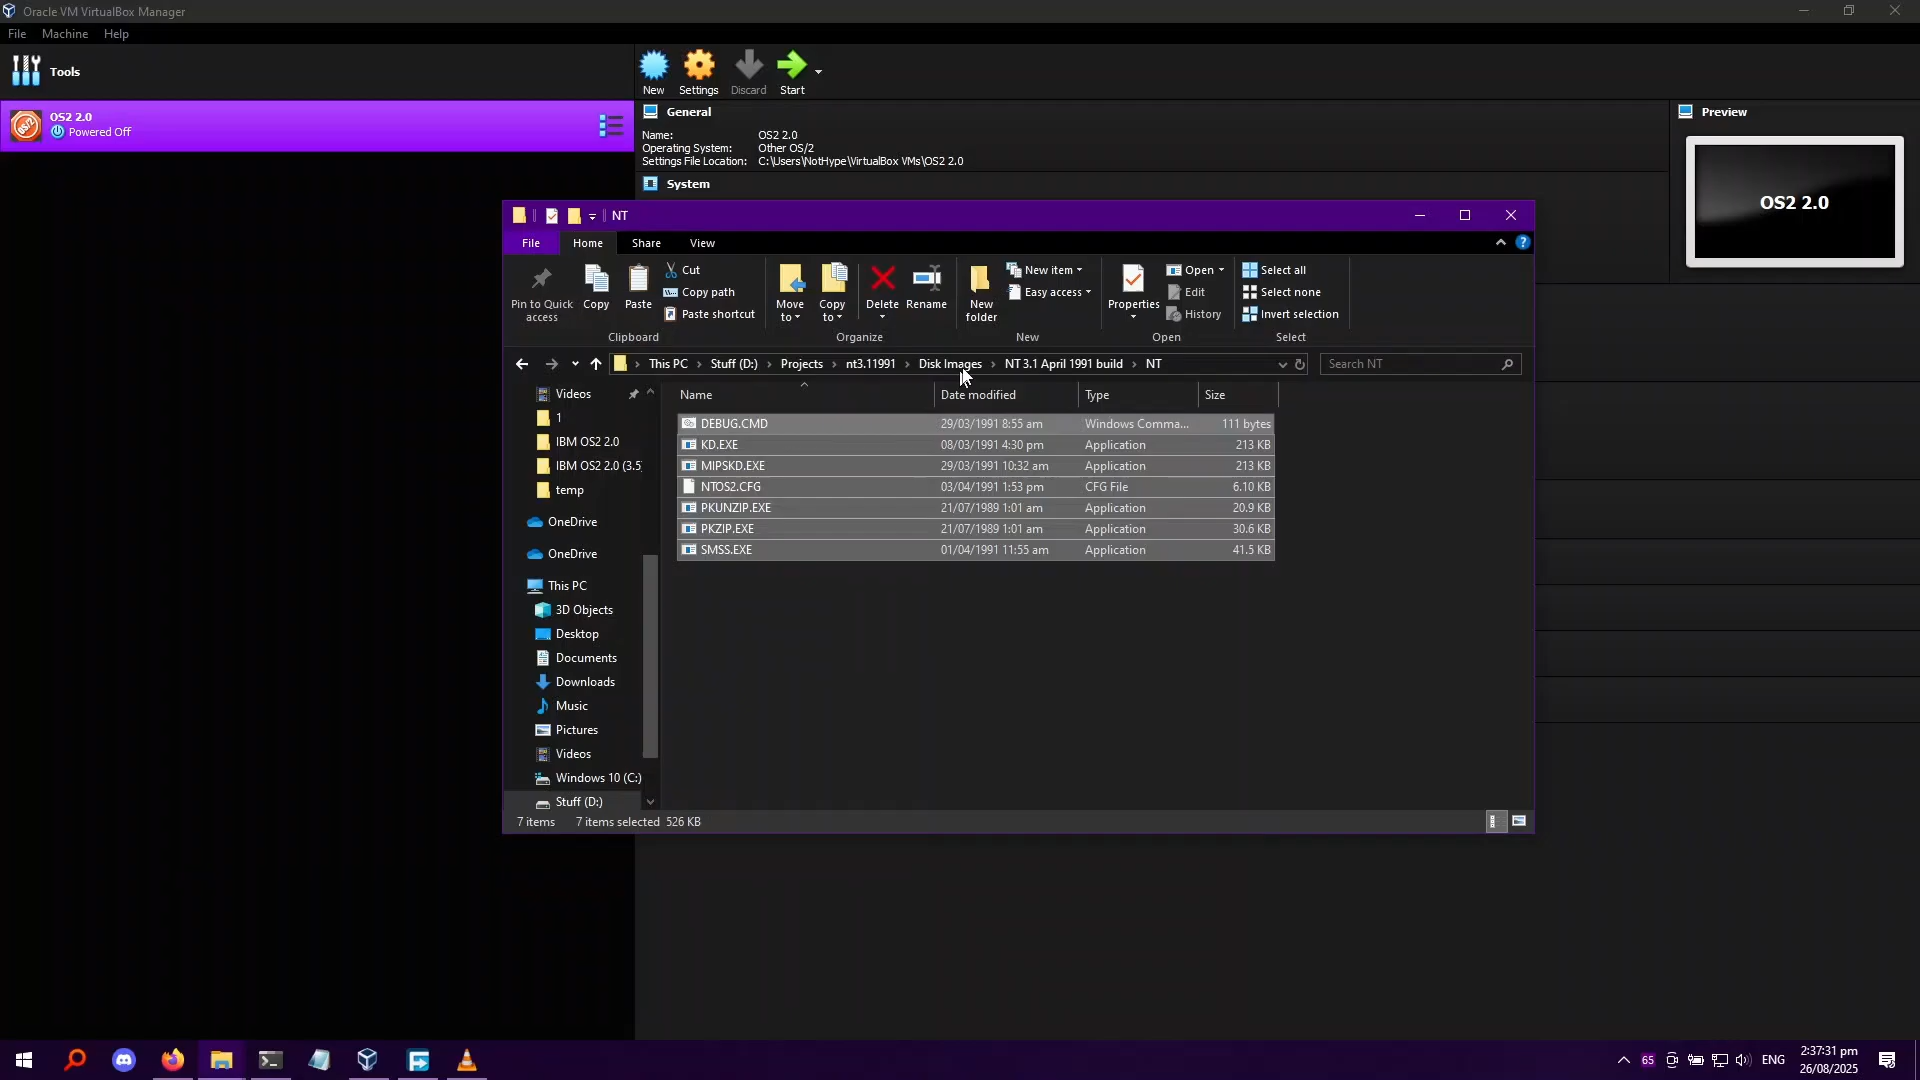 Oracle VM VirtualBox Manager
File Machine Help
Tools
New Settings Discard Start
OS2 2.0
Powered Off
General
Name: OS2 2.0
Operating System: Other OS/2
Settings File Location: C:\Users\NotHype\VirtualBox VMs\OS2 2.0
System
Preview
OS2 2.0
NT
File Home Share View
Pin to Quick access
Copy
Paste
Cut
Copy path
Paste shortcut
Clipboard
Move to
Copy to
Delete
Rename
Organize
New folder
New item
Easy access
New
Properties
Open
Edit
History
Open
Select all
Select none
Invert selection
Select
This PC Stuff (D:) Projects nt3.11991 Disk Images NT 3.1 April 1991 build NT
Search NT
Videos
1
IBM OS2 2.0
IBM OS2 2.0 (3.5
temp
OneDrive
OneDrive
This PC
3D Objects
Desktop
Documents
Downloads
Music
Pictures
Videos
Windows 10 (C:)
Stuff (D:)
Name Date modified Type Size
DEBUG.CMD 29/03/1991 8:55 am Windows Comma... 111 bytes
KD.EXE 08/03/1991 4:30 pm Application 213 KB
MIPSKD.EXE 29/03/1991 10:32 am Application 213 KB
NTOS2.CFG 03/04/1991 1:53 pm CFG File 6.10 KB
PKUNZIP.EXE 21/07/1989 1:01 am Application 20.9 KB
PKZIP.EXE 21/07/1989 1:01 am Application 30.6 KB
SMSS.EXE 01/04/1991 11:55 am Application 41.5 KB
7 items 7 items selected 526 KB
65 ENG 2:37:31 pm
26/08/2025